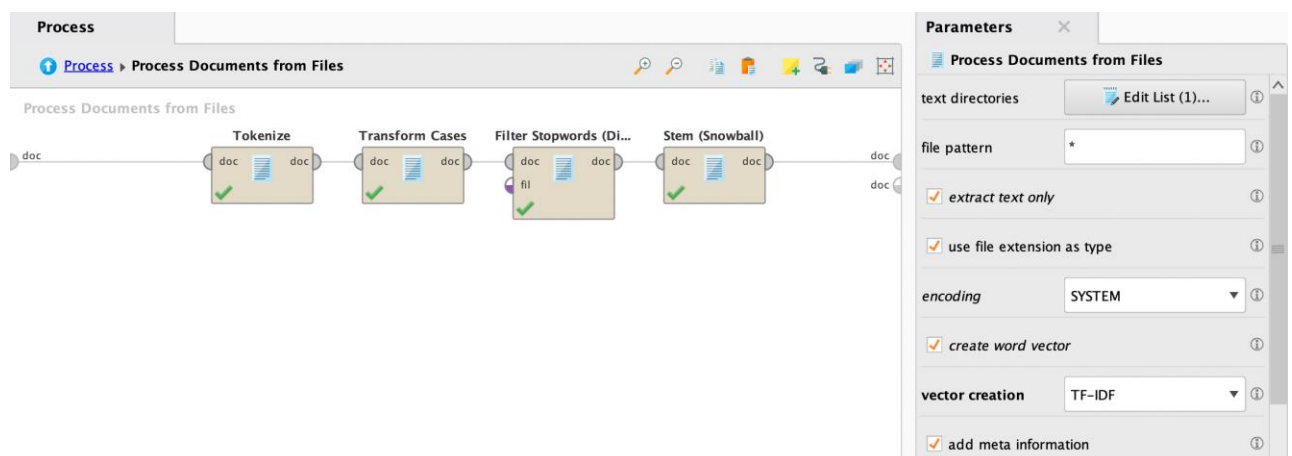 Process
Parameters
Process Process Documents from Files
Process Documents from Files
Process Documents from Files
text directories Edit List (1)...
Tokenize Transform Cases Filter Stopwords (Di... Stem (Snowball)
doc doc doc doc doc doc doc doc doc doc
fil doc
file pattern *
extract text only
use file extension as type
encoding SYSTEM
create word vector
vector creation TF-IDF
add meta information